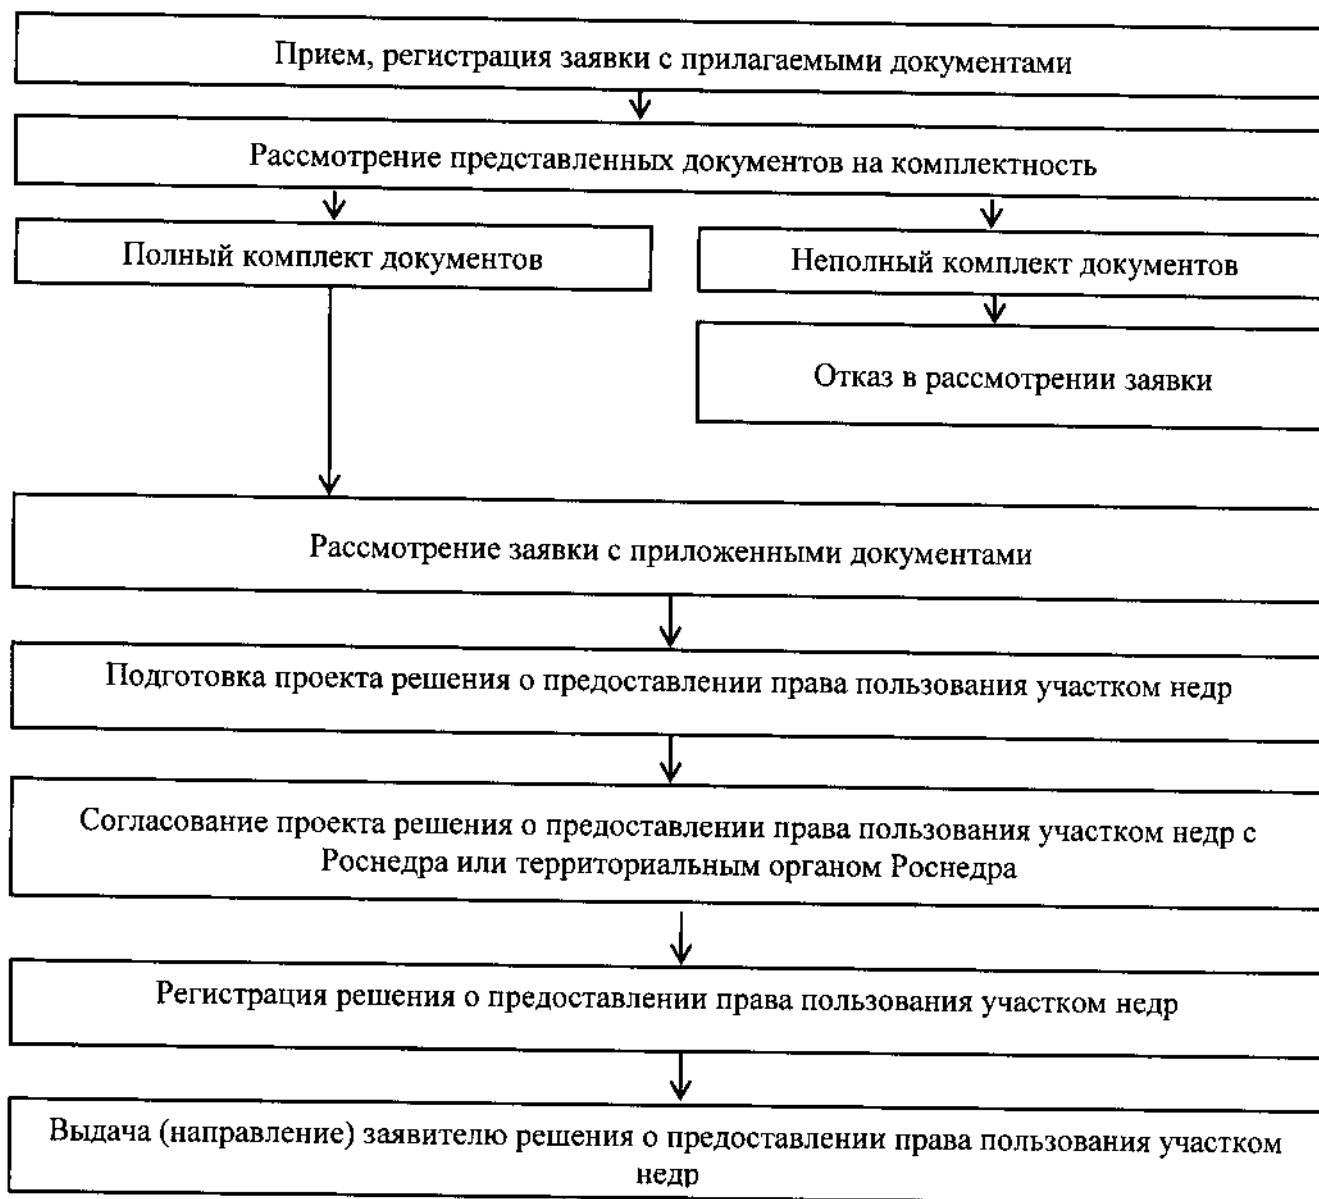 Прием, регистрация заявки с прилагаемыми документами
Рассмотрение представленных документов на комплектность
Полный комплект документов
Неполный комплект документов
Отказ в рассмотрении заявки
Рассмотрение заявки с приложенными документами
Подготовка проекта решения о предоставлении права пользования участком недр
Согласование проекта решения о предоставлении права пользования участком недр с
Роснедра или территориальным органом Роснедра
Регистрация решения о предоставлении права пользования участком недр
Выдача (направление) заявителю решения о предоставлении права пользования участком
недр